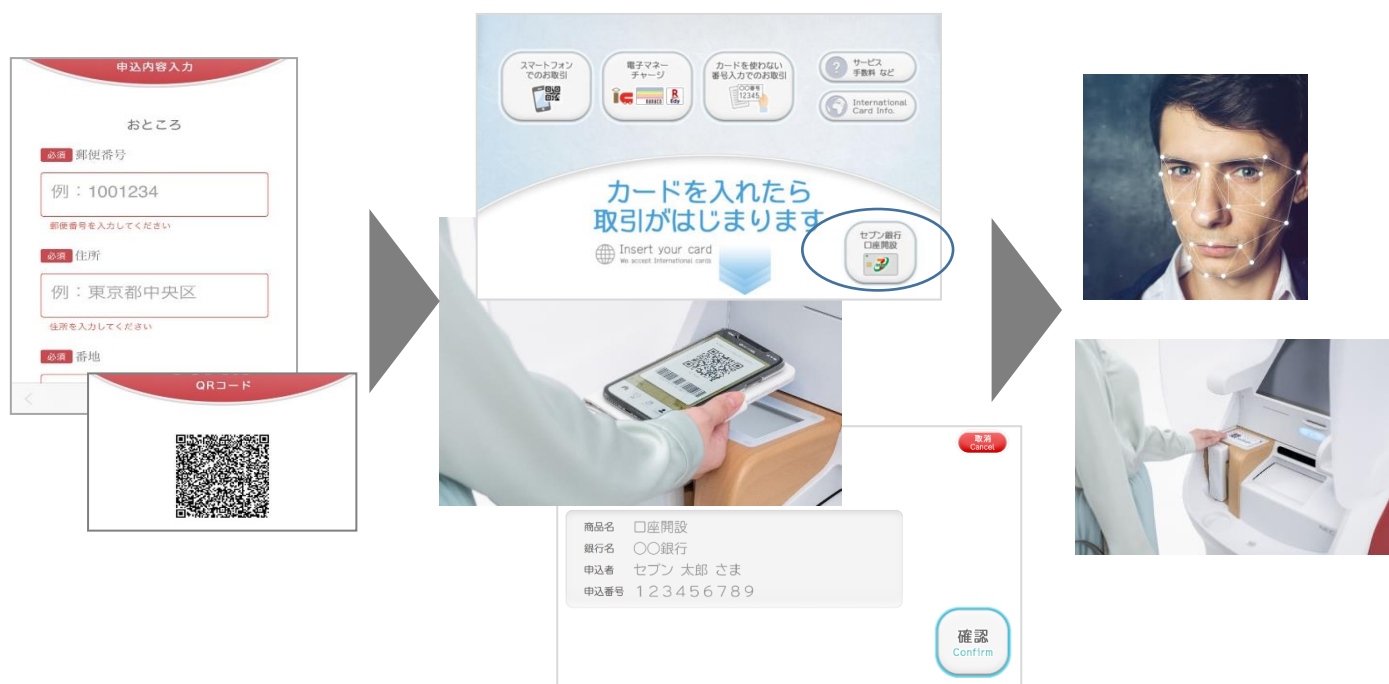 申込内容入力
おところ
必須 郵便番号
例：1001234
郵便番号を入力してください
必須 住所
例：東京都中央区
住所を入力してください
必須 番地
QRコード
スマートフォン
でのお取引
電子マネー
チャージ
nanaco
Edy
カードを使わない
番号入力でのお取引
○○番号
12345
サービス
手数料 など
International
Card Info.
カードを入れたら
取引がはじまります
Insert your card
We accept International cards
セブン銀行
口座開設
取消
Cancel
商品名 口座開設
銀行名 ○○銀行
申込者 セブン 太郎 さま
申込番号 123456789
確認
Confirm